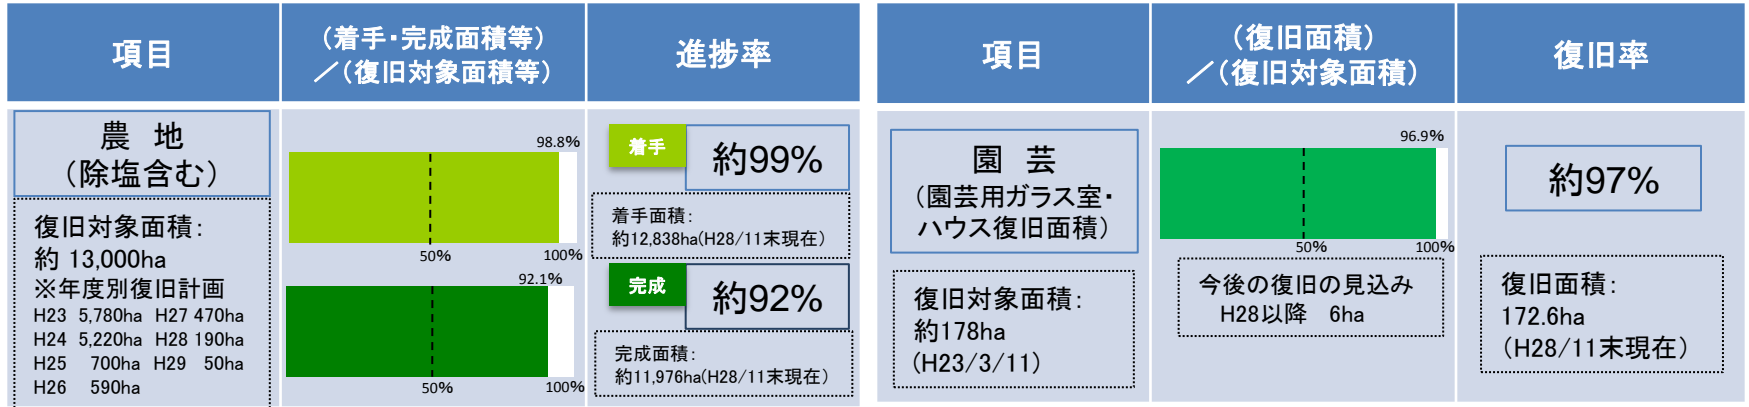 項目
（着手・完成面積等）
／（復旧対象面積等）
進捗率
農　地
（除塩含む）
復旧対象面積：
約 13,000ha
※年度別復旧計画
H23 5,780ha H27 470ha
H24 5,220ha H28 190ha
H25 700ha H29 50ha
H26 590ha
98.8%
50%
100%
92.1%
50%
100%
着手
約99%
着手面積：
約12,838ha(H28/11末現在)
完成
約92%
完成面積：
約11,976ha(H28/11末現在)
項目
（復旧面積）
／（復旧対象面積）
復旧率
園　芸
（園芸用ガラス室・
ハウス復旧面積）
復旧対象面積：
約178ha
（H23/3/11）
96.9%
50%
100%
今後の復旧の見込み
H28以降　6ha
約97%
復旧面積：
172.6ha
（H28/11末現在）